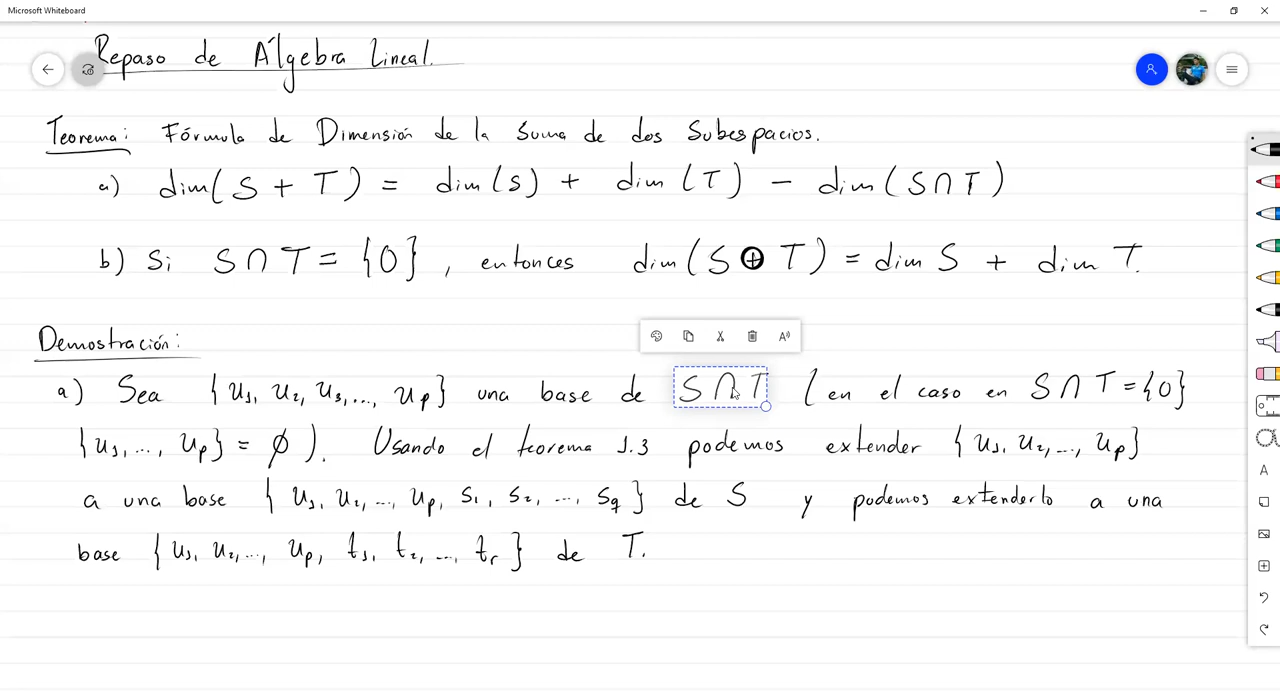 Microsoft Whiteboard
Repaso de Álgebra Lineal.
Teorema: Fórmula de Dimensión de la Suma de dos Subespacios.
a) dim(S + T) = dim(S) + dim(T) - dim(S∩T)
b) Si S∩T = {0}, entonces dim(S⊕T) = dim S + dim T.
Demostración:
a) Sea {u₁, u₂, u₃, ..., uₚ} una base de S∩T (en el caso en S∩T={0}
{u₁, ..., uₚ} = ∅). Usando el teorema 1.3 podemos extender {u₁, u₂, ..., uₚ}
a una base {u₁, u₂, ..., uₚ, s₁, s₂, ..., s_q} de S y podemos extenderlo a una
base {u₁, u₂, ..., uₚ, t₁, t₂, ..., tᵣ} de T.